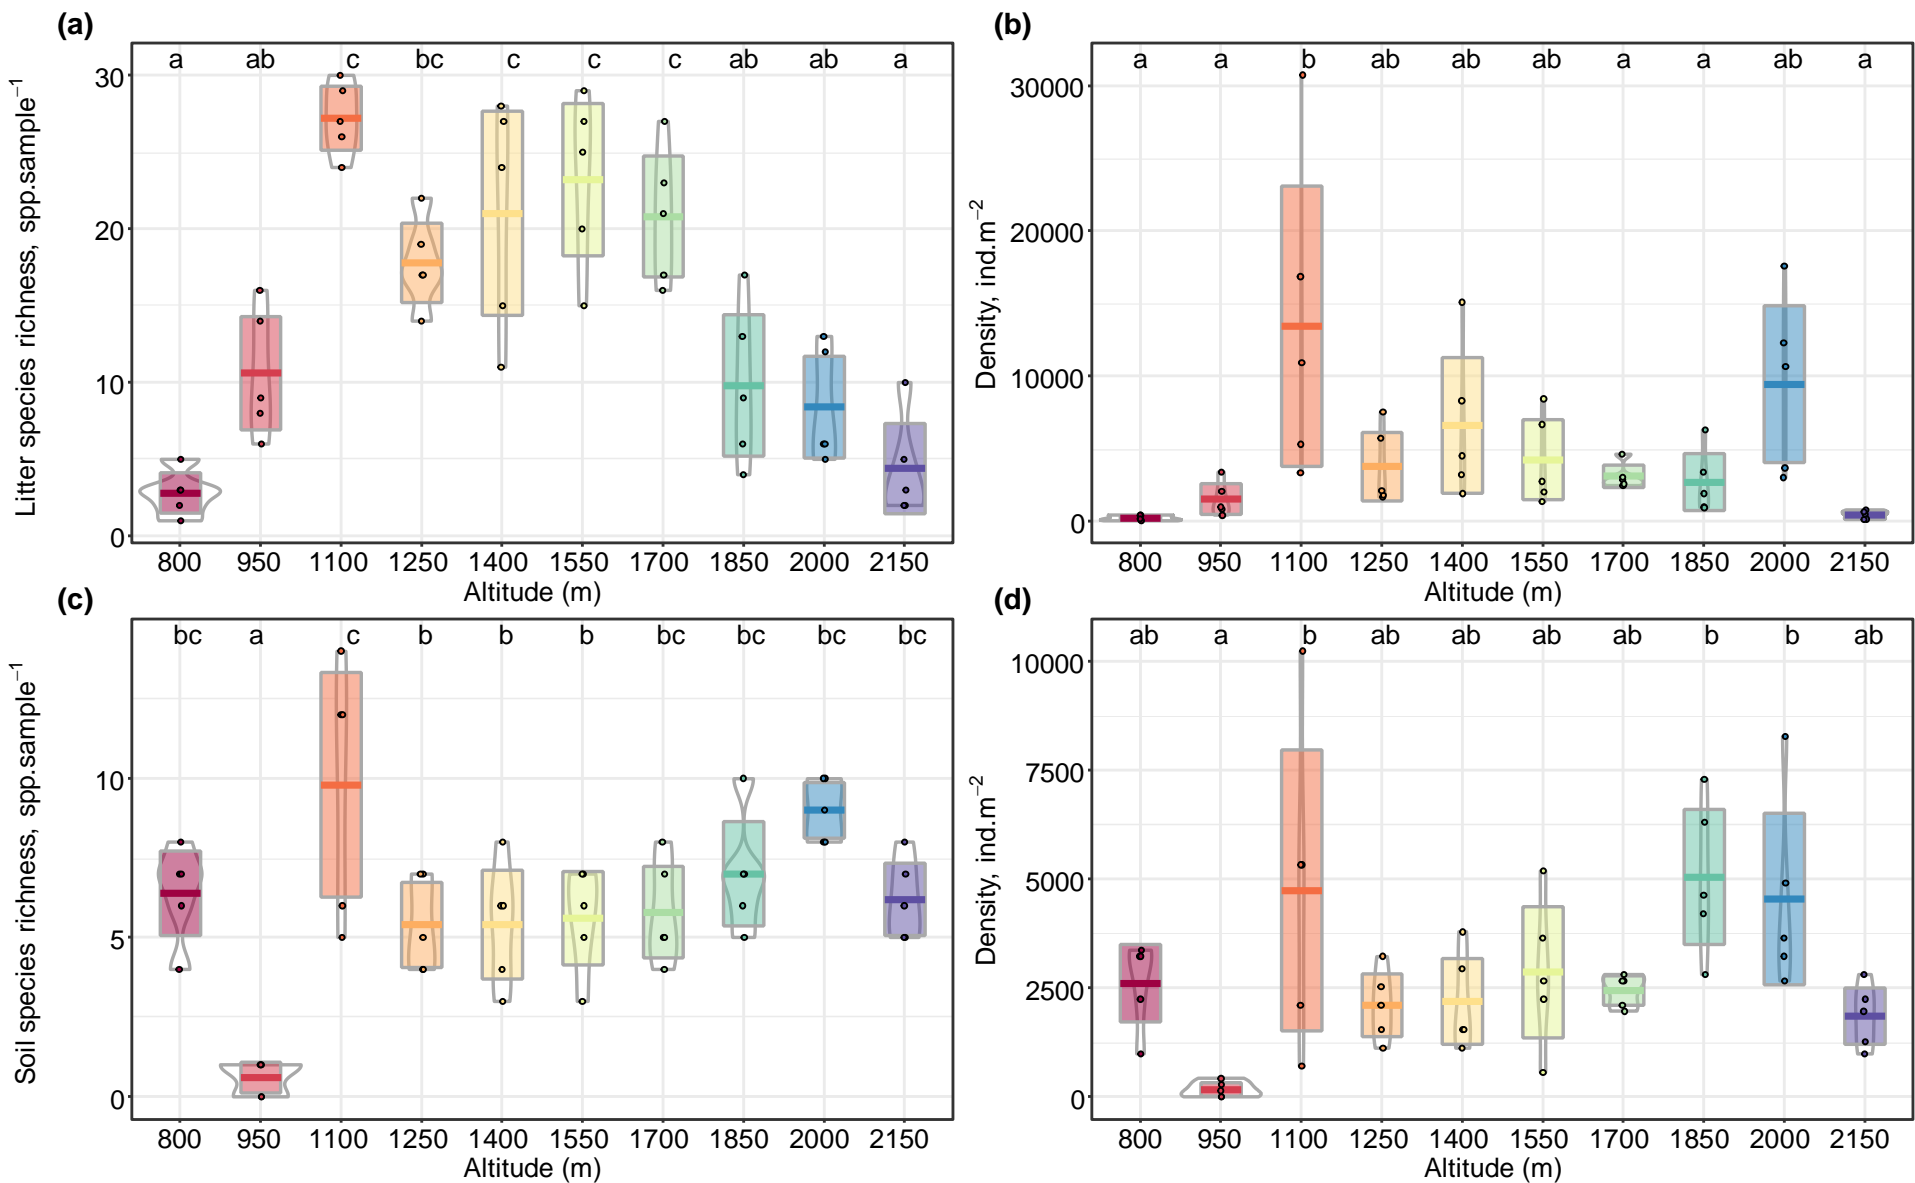 (a)
a ab c bc c c c ab ab a
Litter species richness, spp.sample⁻¹
30
20
10
0
800 950 1100 1250 1400 1550 1700 1850 2000 2150
Altitude (m)
(b)
a a b ab ab ab a a ab a
Density, ind.m⁻²
30000
20000
10000
0
800 950 1100 1250 1400 1550 1700 1850 2000 2150
Altitude (m)
(c)
bc a c b b b bc bc bc bc
Soil species richness, spp.sample⁻¹
10
5
0
800 950 1100 1250 1400 1550 1700 1850 2000 2150
Altitude (m)
(d)
ab a b ab ab ab ab b b ab
Density, ind.m⁻²
10000
7500
5000
2500
0
800 950 1100 1250 1400 1550 1700 1850 2000 2150
Altitude (m)